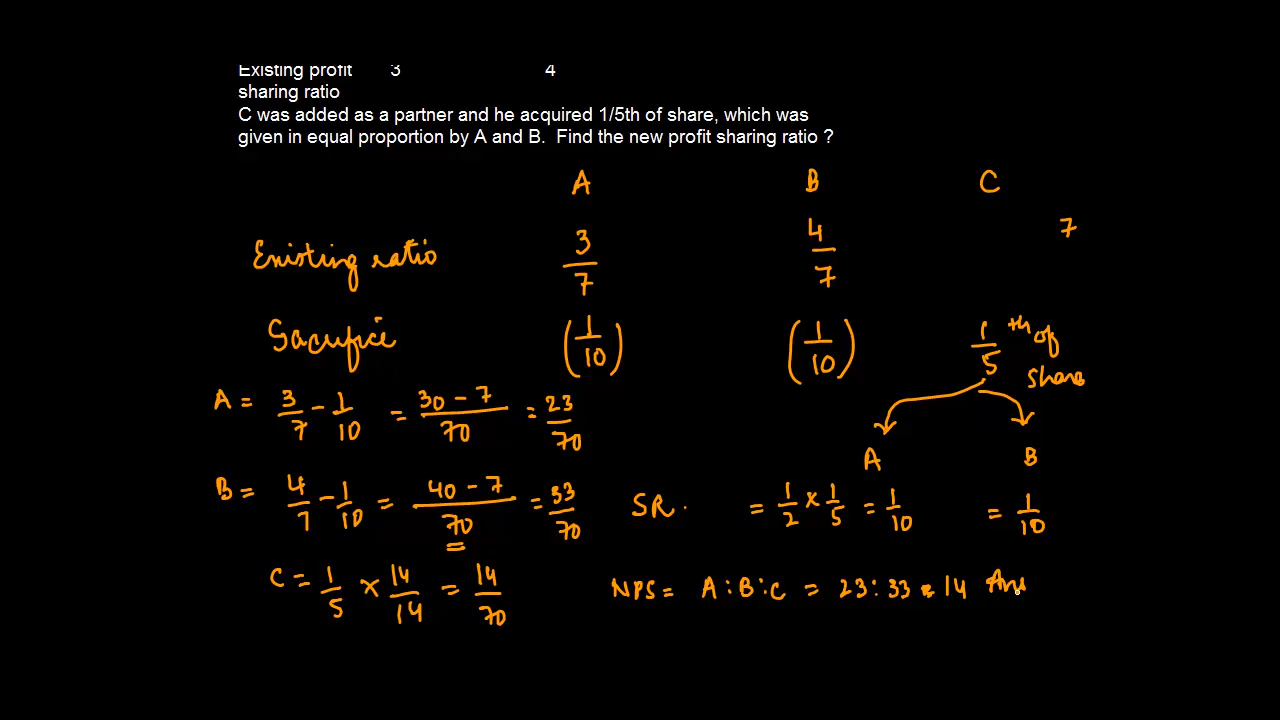 Existing profit 3 4
sharing ratio
C was added as a partner and he acquired 1/5th of share, which was
given in equal proportion by A and B. Find the new profit sharing ratio ?
A B C
Existing ratio 3/7 4/7 7
Sacrifice (1/10) (1/10) 1/5 th of share
A = 3/7 - 1/10 = 30 - 7/70 = 23/70
A B
B = 4/7 - 1/10 = 40 - 7/70 = 33/70
SR. = 1/2 × 1/5 = 1/10 = 1/10
C = 1/5 × 14/14 = 14/70
NPS = A : B : C = 23 : 33 : 14 Ans